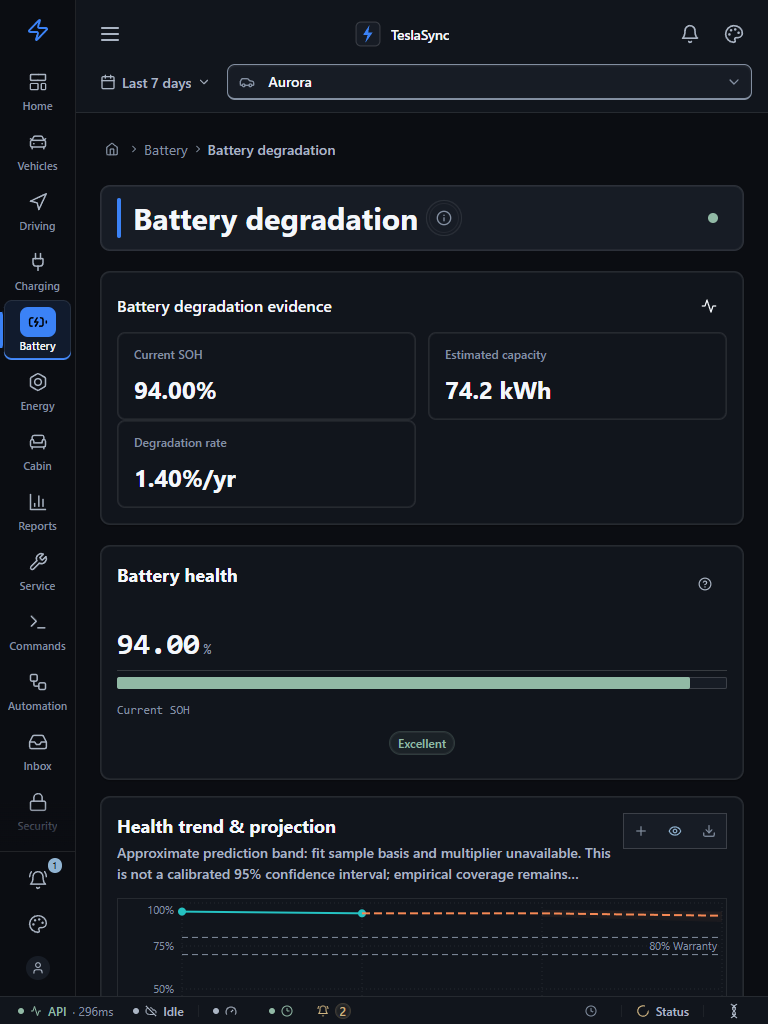 TeslaSync
Last 7 days
Aurora
Home
Vehicles
Driving
Charging
Battery
Energy
Cabin
Reports
Service
Commands
Automation
Inbox
Security
1
Battery
Battery degradation
Battery degradation
Battery degradation evidence
Current SOH
94.00%
Estimated capacity
74.2 kWh
Degradation rate
1.40%/yr
Battery health
94.00%
Current SOH
Excellent
Health trend & projection
Approximate prediction band: fit sample basis and multiplier unavailable. This
is not a calibrated 95% confidence interval; empirical coverage remains...
100%
75%
80% Warranty
50%
API · 296ms
Idle
2
Status